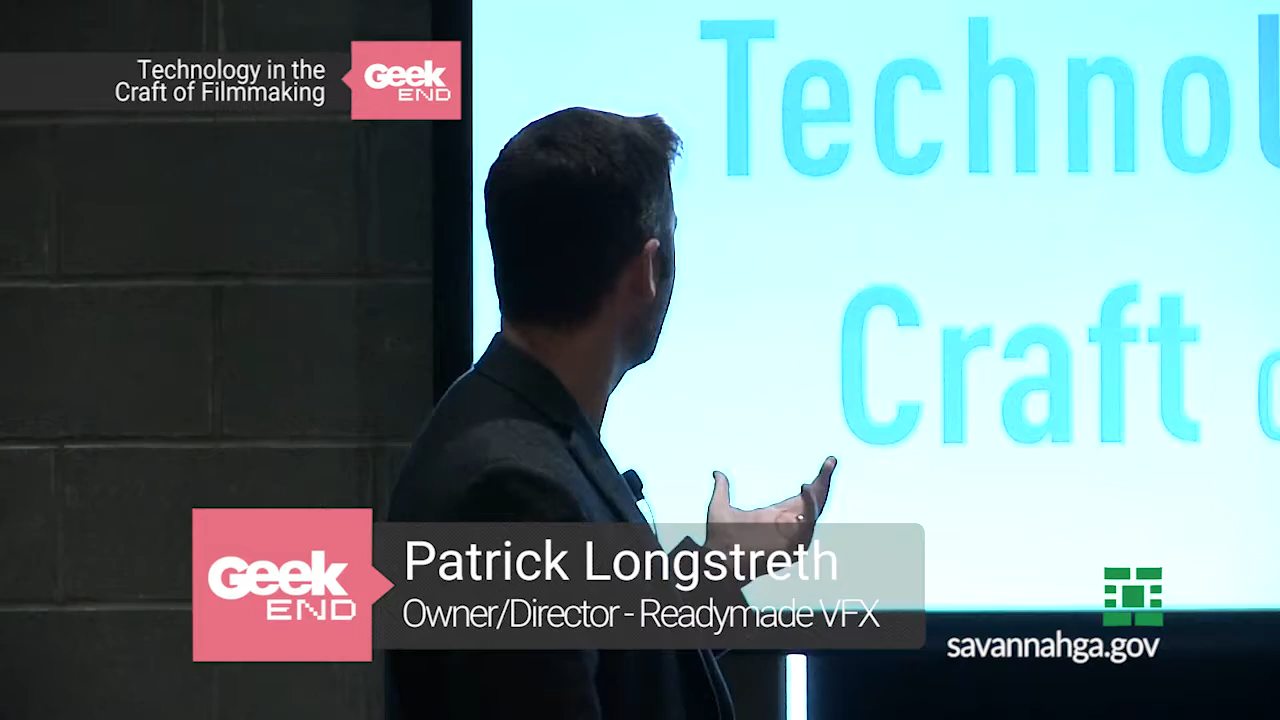 Technology in the
Craft of Filmmaking
Geek
END
Technol
Craft
Geek
END
Patrick Longstreth
Owner/Director - Readymade VFX
savannahga.gov